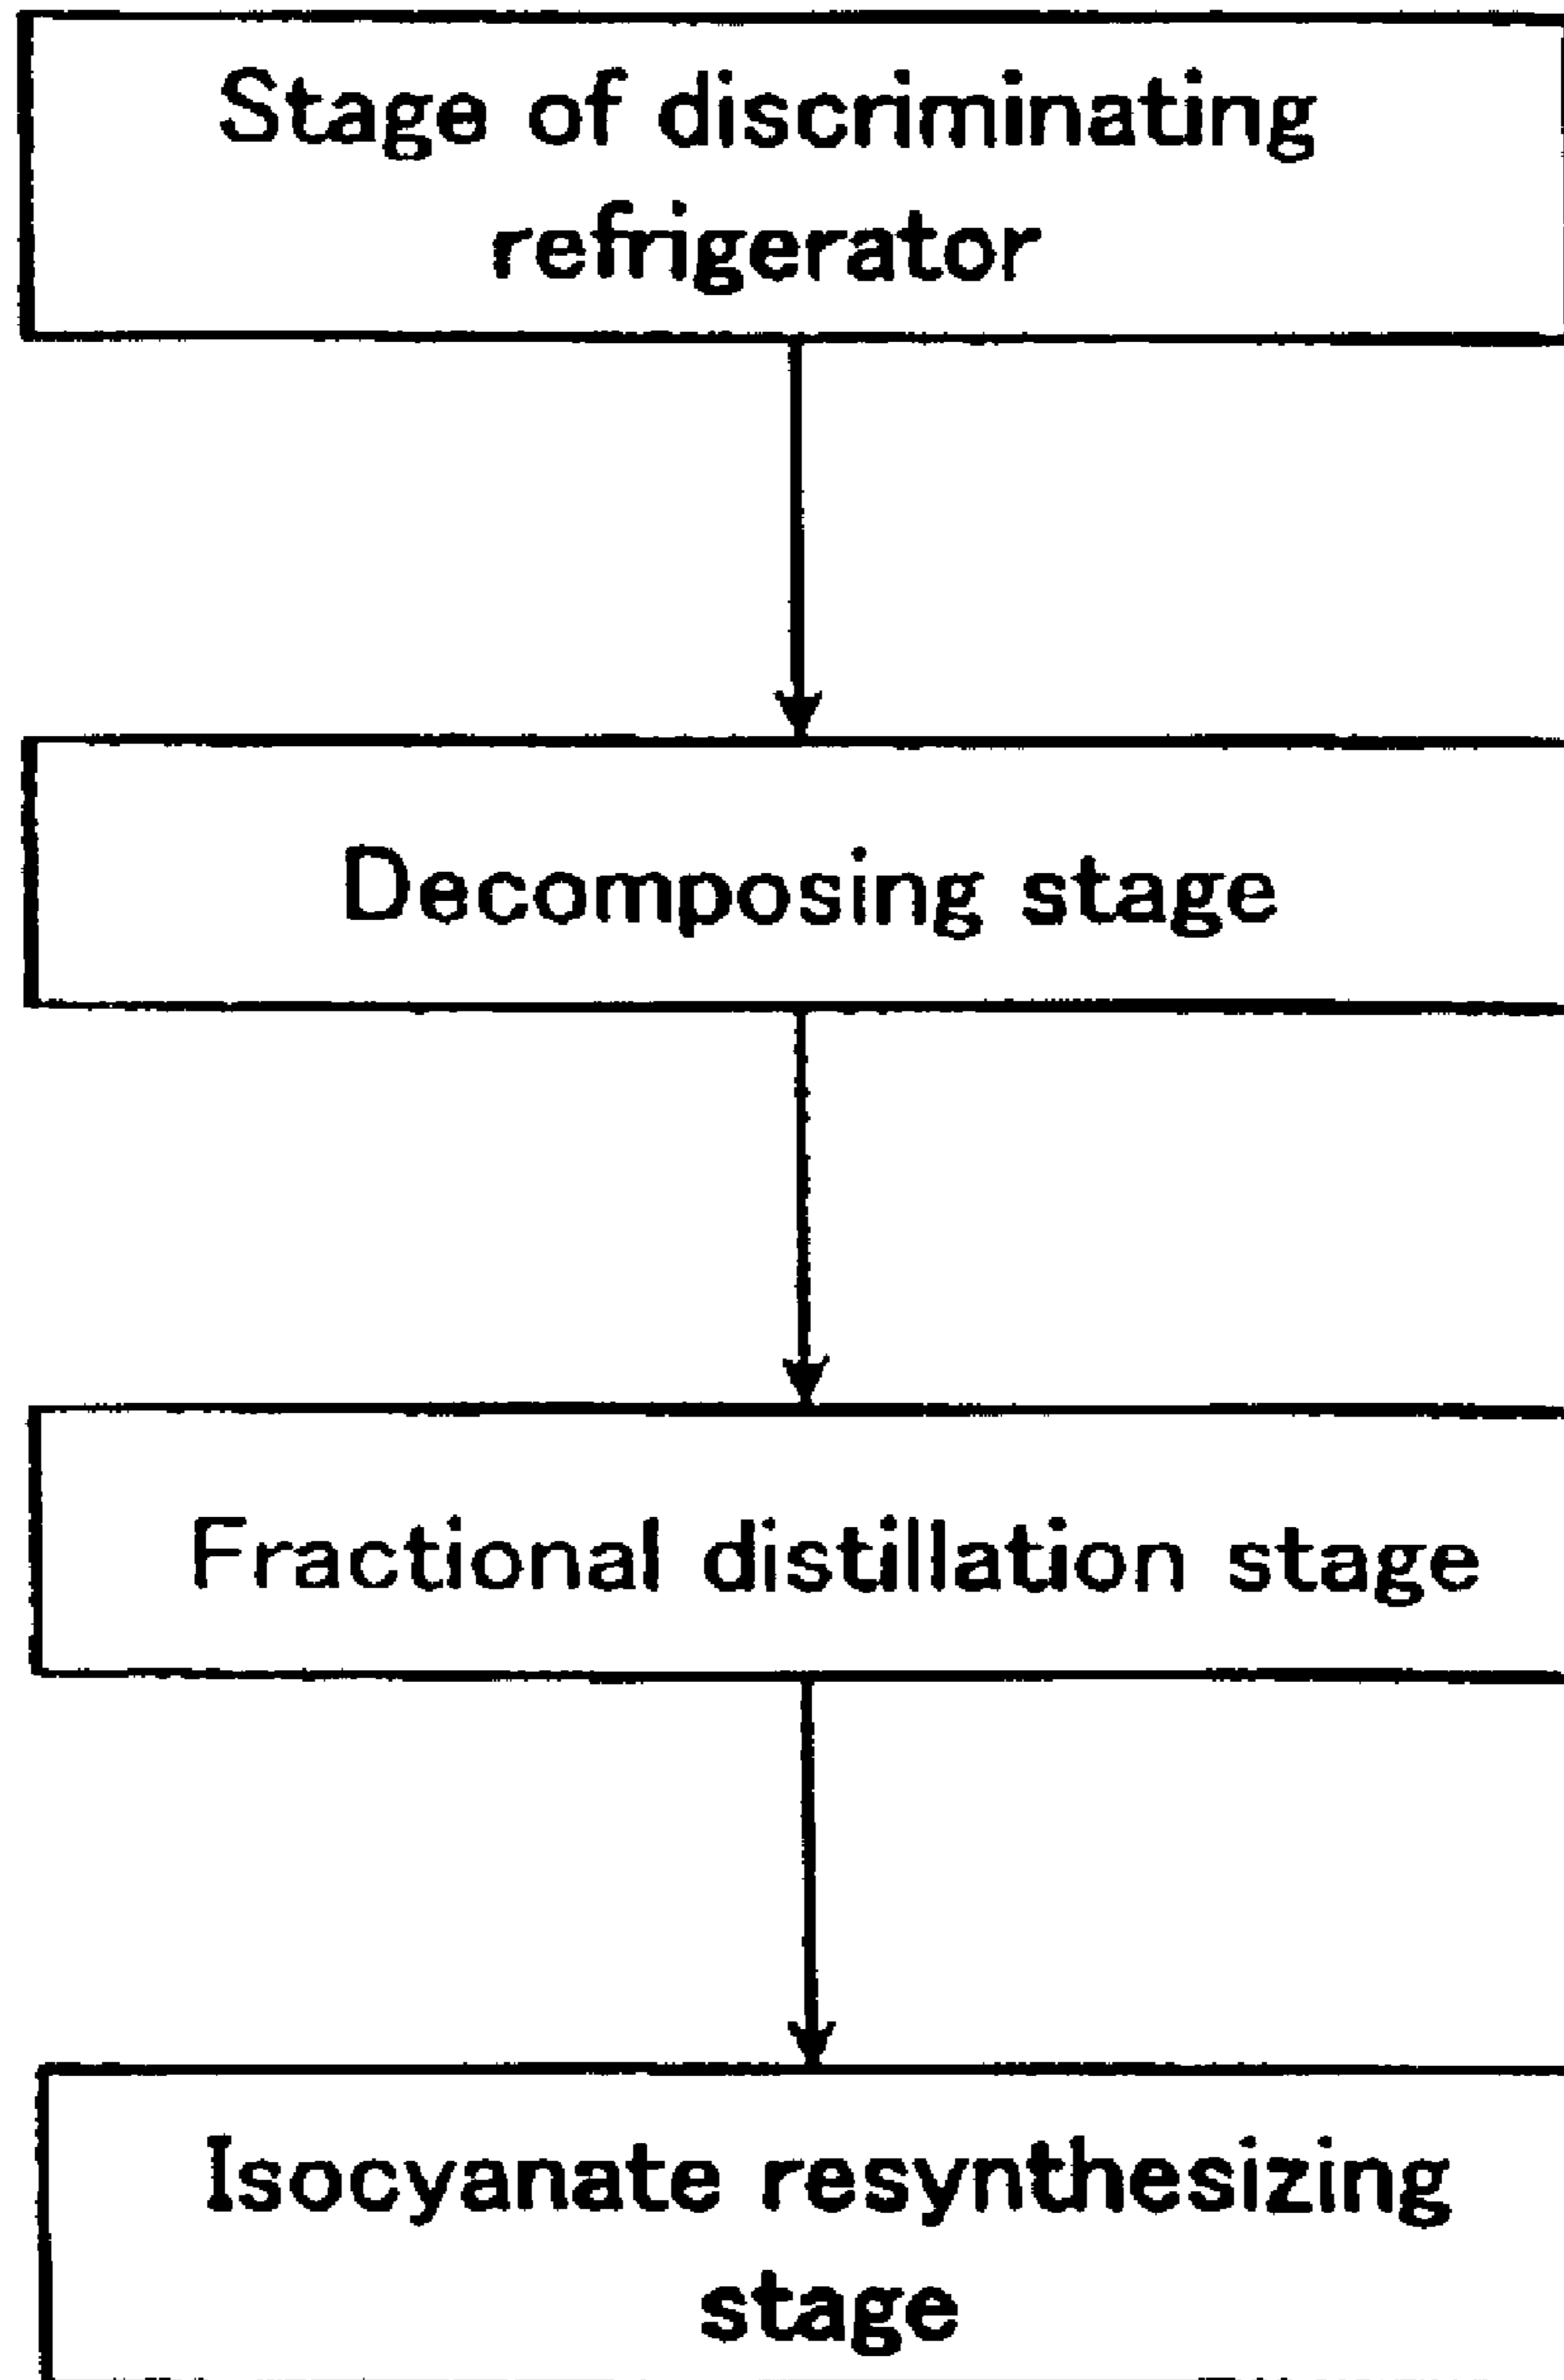 Stage of discriminating
refrigerator
Decomposing stage
Fractional distillation stage
Isocyanate resynthesizing
stage